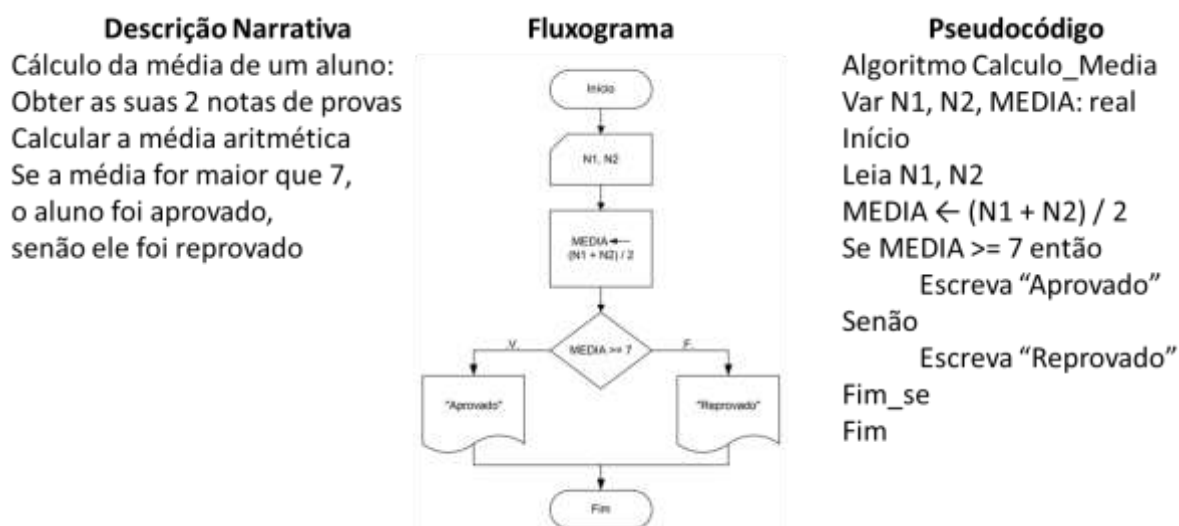 Descrição Narrativa
Cálculo da média de um aluno:
Obter as suas 2 notas de provas
Calcular a média aritmética
Se a média for maior que 7,
o aluno foi aprovado,
senão ele foi reprovado
Fluxograma
Início
N1, N2
MEDIA ←
(N1 + N2) / 2
MEDIA >= 7
V.
F.
"Aprovado"
"Reprovado"
Fim
Pseudocódigo
Algoritmo Calculo_Media
Var N1, N2, MEDIA: real
Início
Leia N1, N2
MEDIA ← (N1 + N2) / 2
Se MEDIA >= 7 então
Escreva “Aprovado”
Senão
Escreva “Reprovado”
Fim_se
Fim